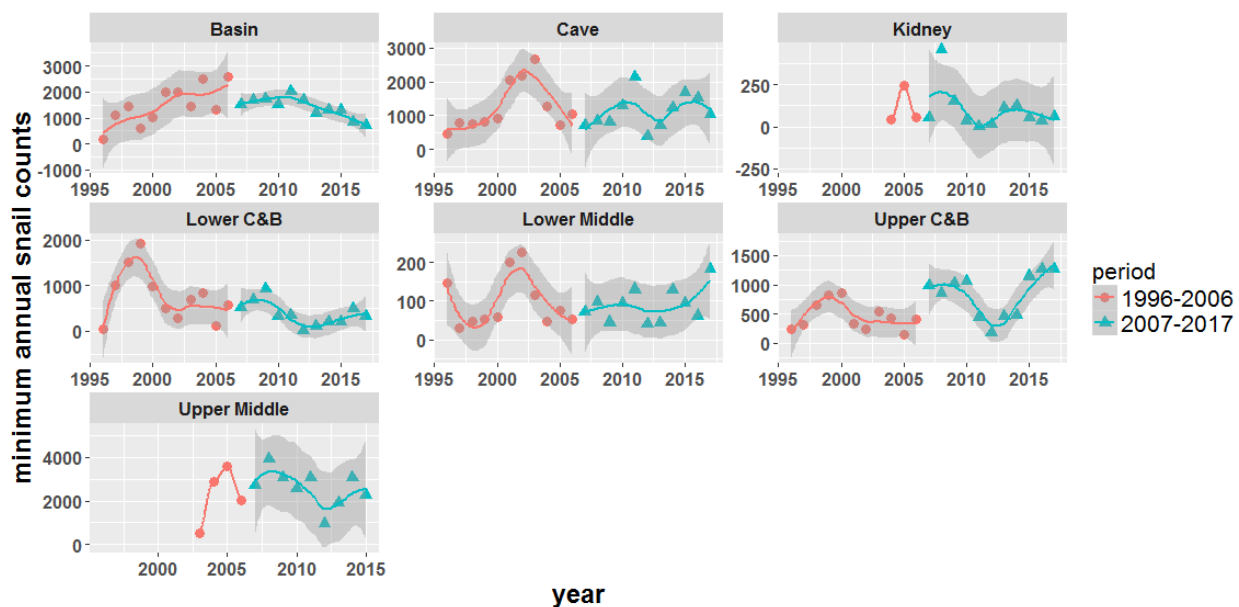 Basin
Cave
Kidney
3000
2000
1000
0
-1000
3000
2000
1000
0
250
0
-250
1995 2000 2005 2010 2015
1995 2000 2005 2010 2015
1995 2000 2005 2010 2015
Lower C&B
Lower Middle
Upper C&B
2000
1000
0
200
100
0
1500
1000
500
0
1995 2000 2005 2010 2015
1995 2000 2005 2010 2015
1995 2000 2005 2010 2015
Upper Middle
4000
2000
0
2000 2005 2010 2015
minimum annual snail counts
year
period
1996-2006
2007-2017